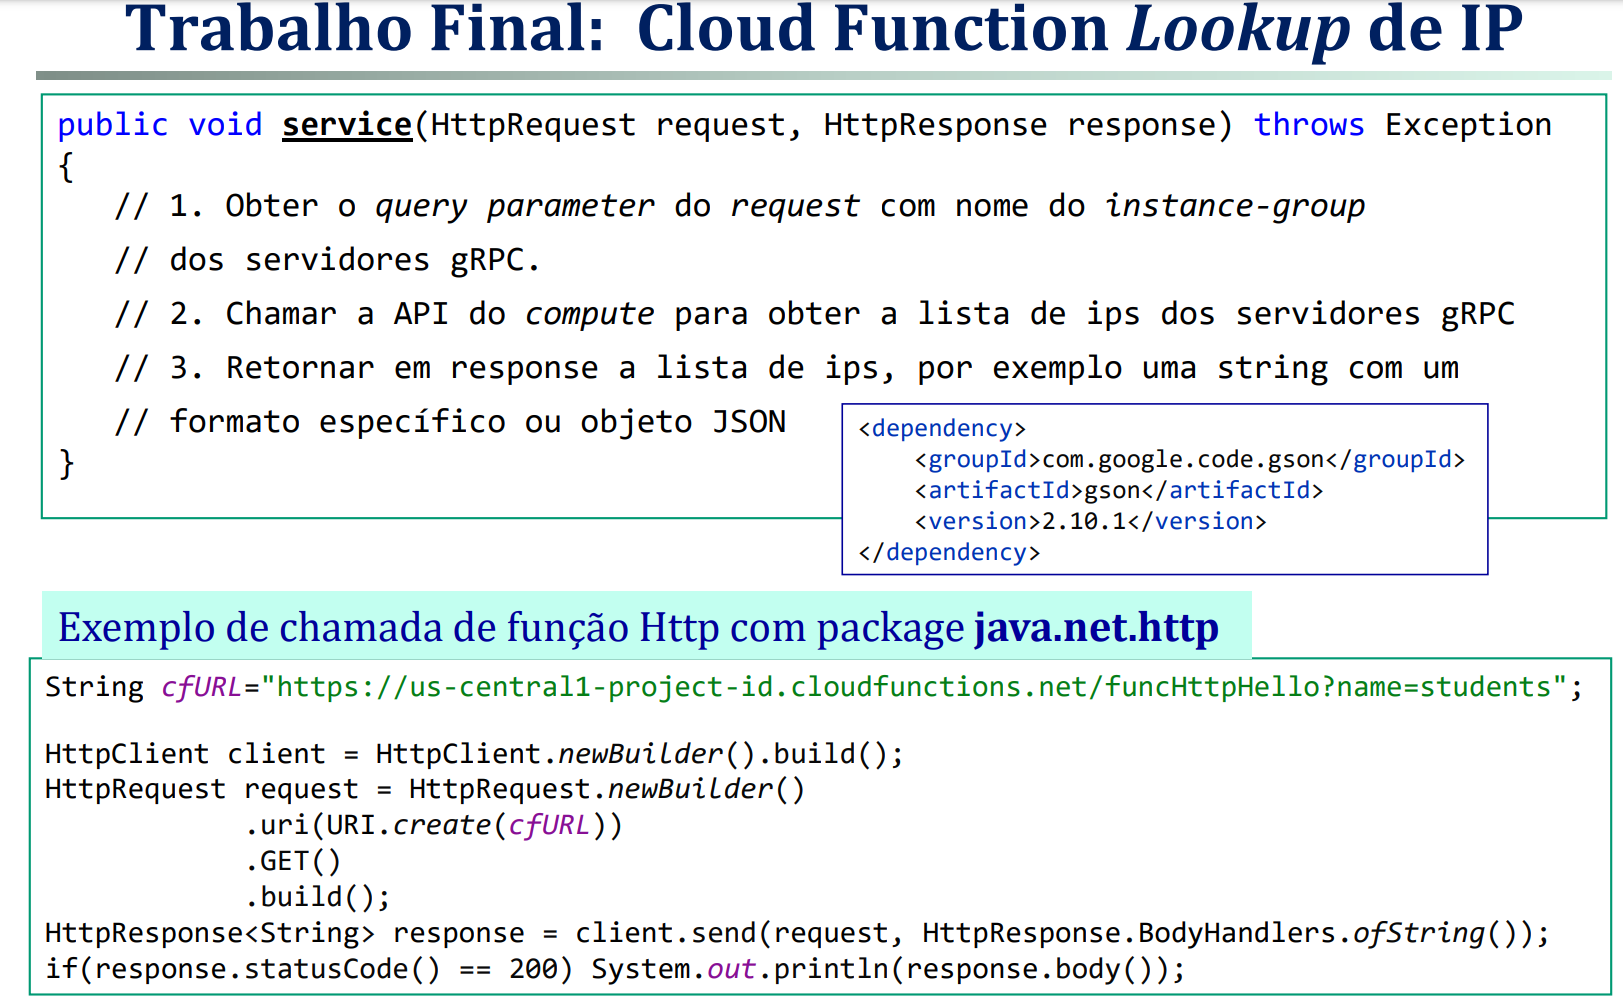 Trabalho Final:  Cloud Function Lookup de IP
public void service(HttpRequest request, HttpResponse response) throws Exception
{
// 1. Obter o query parameter do request com nome do instance-group
// dos servidores gRPC.
// 2. Chamar a API do compute para obter a lista de ips dos servidores gRPC
// 3. Retornar em response a lista de ips, por exemplo uma string com um
// formato específico ou objeto JSON
}
<dependency>
<groupId>com.google.code.gson</groupId>
<artifactId>gson</artifactId>
<version>2.10.1</version>
</dependency>
Exemplo de chamada de função Http com package java.net.http
String cfURL="https://us-central1-project-id.cloudfunctions.net/funcHttpHello?name=students";
HttpClient client = HttpClient.newBuilder().build();
HttpRequest request = HttpRequest.newBuilder()
.uri(URI.create(cfURL))
.GET()
.build();
HttpResponse<String> response = client.send(request, HttpResponse.BodyHandlers.ofString());
if(response.statusCode() == 200) System.out.println(response.body());